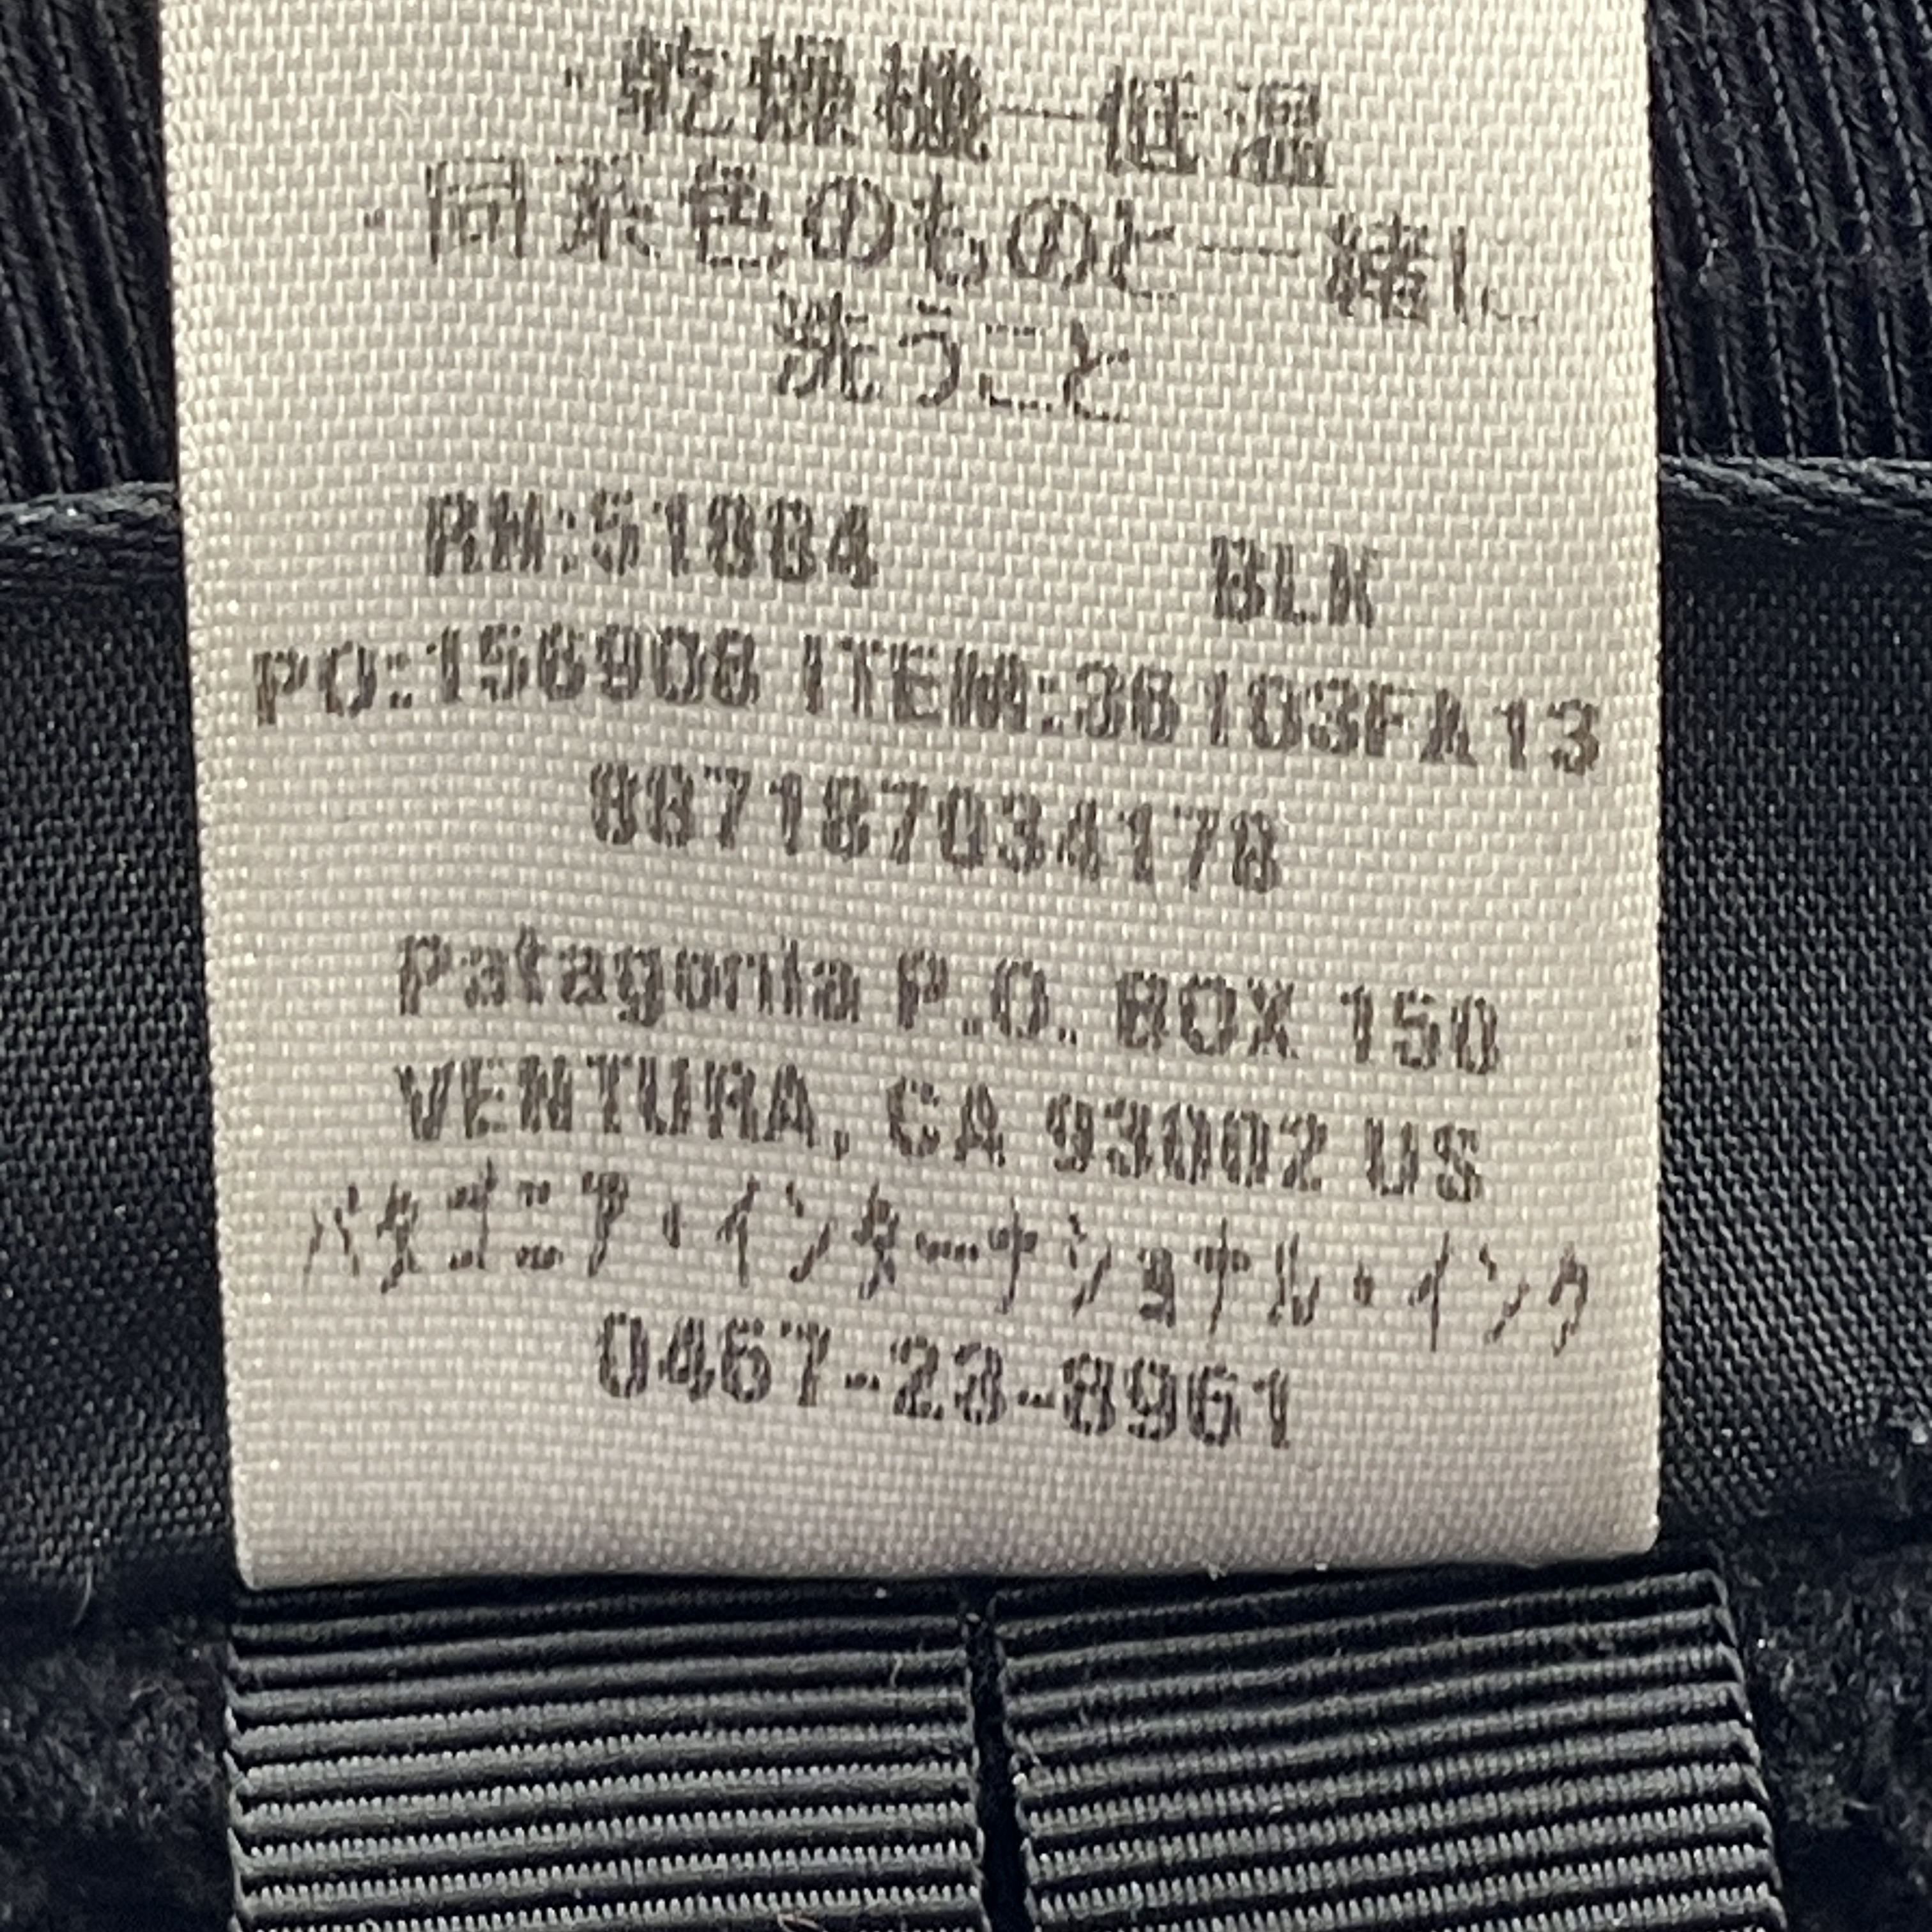 ・乾燥機ー低温
・同系色のものと一緒に
洗うこと
RN:51884 BLK
PO:156908 ITEM:36103FA13
887187034178
Patagonia P.O. BOX 150
VENTURA, CA 93002 US
パタゴニア・インターナショナル・インク
0467-23-8961